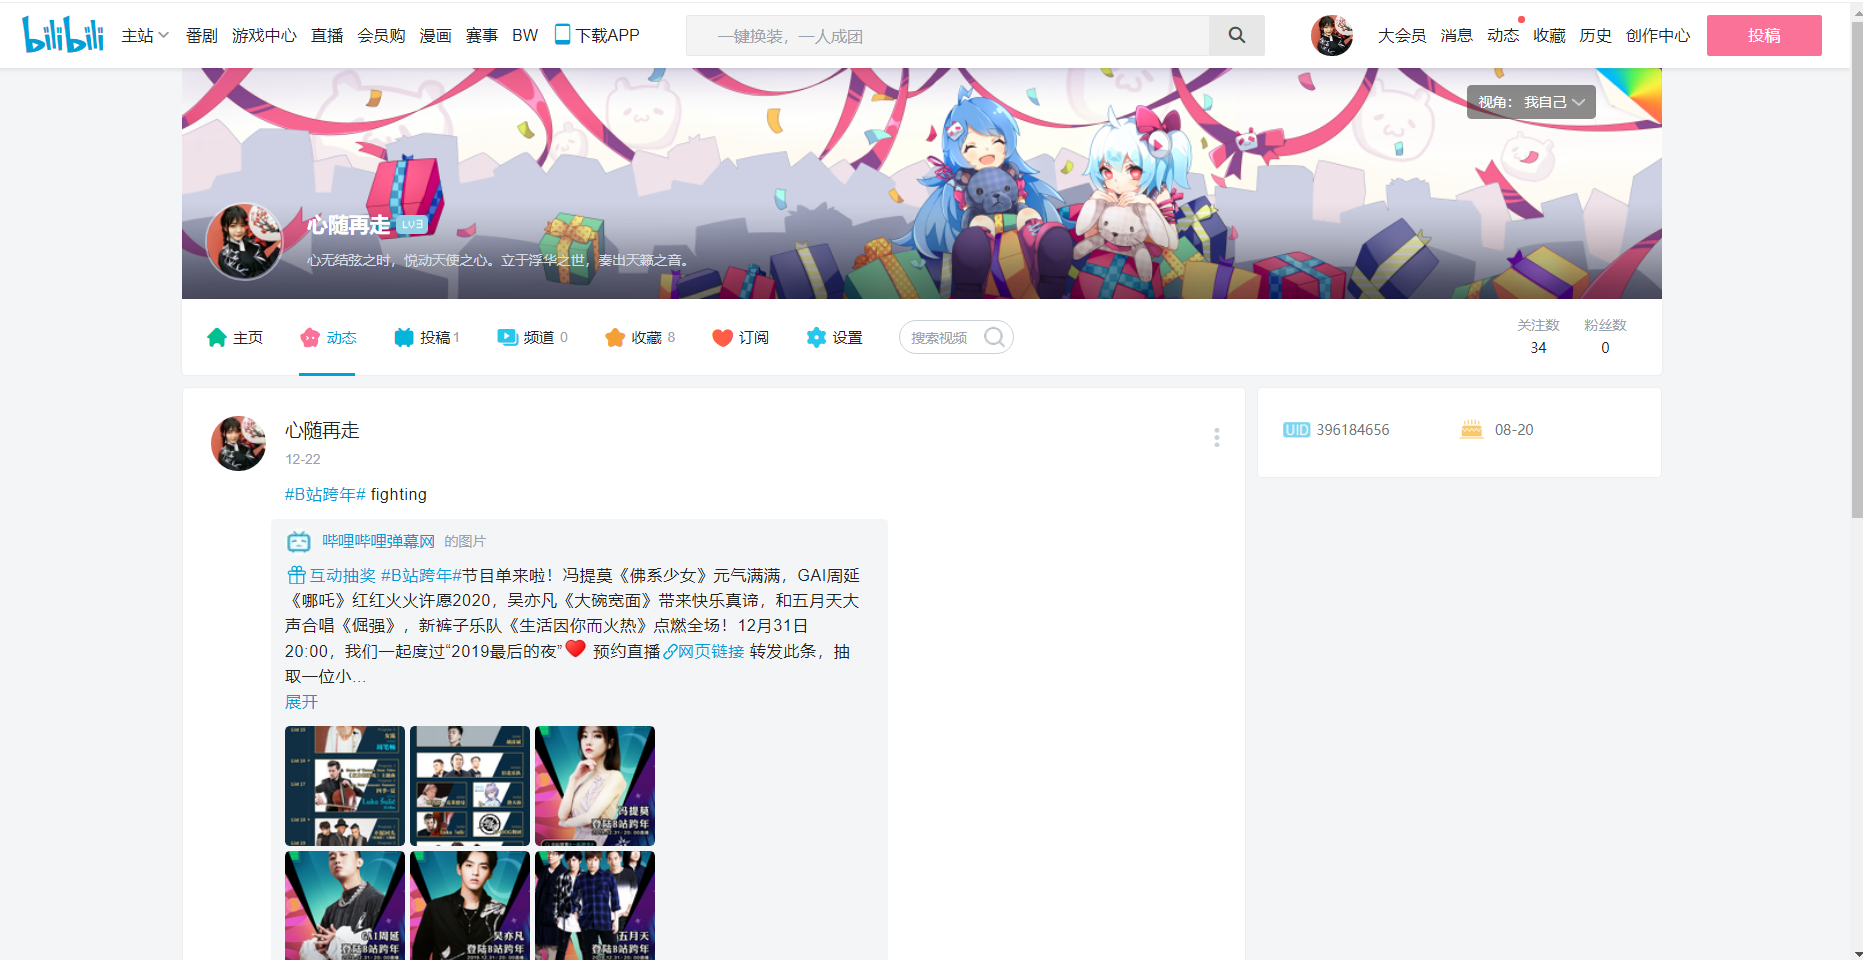 bilibili 主站 番剧 游戏中心 直播 会员购 漫画 赛事 BW 下载APP 一键换装，一人成团 大会员 消息 动态 收藏 历史 创作中心 投稿
视角： 我自己
心随再走 LV3
心无结弦之时，悦动天使之心。立于浮华之世，奏出天籁之音。
主页 动态 投稿 1 频道 0 收藏 8 订阅 设置 搜索视频
关注数 粉丝数
34 0
心随再走
12-22
UID 396184656 08-20
#B站跨年# fighting
哔哩哔哩弹幕网 的图片
互动抽奖 #B站跨年#节目单来啦！冯提莫《佛系少女》元气满满，GAI周延
《哪吒》红红火火许愿2020，吴亦凡《大碗宽面》带来快乐真谛，和五月天大
声合唱《倔强》，新裤子乐队《生活因你而火热》点燃全场！12月31日
20:00，我们一起度过“2019最后的夜” 预约直播 网页链接 转发此条，抽
取一位小...
展开
冯提莫
登陆B站跨年
GAI周延
登陆B站跨年
吴亦凡
登陆B站跨年
五月天
登陆B站跨年